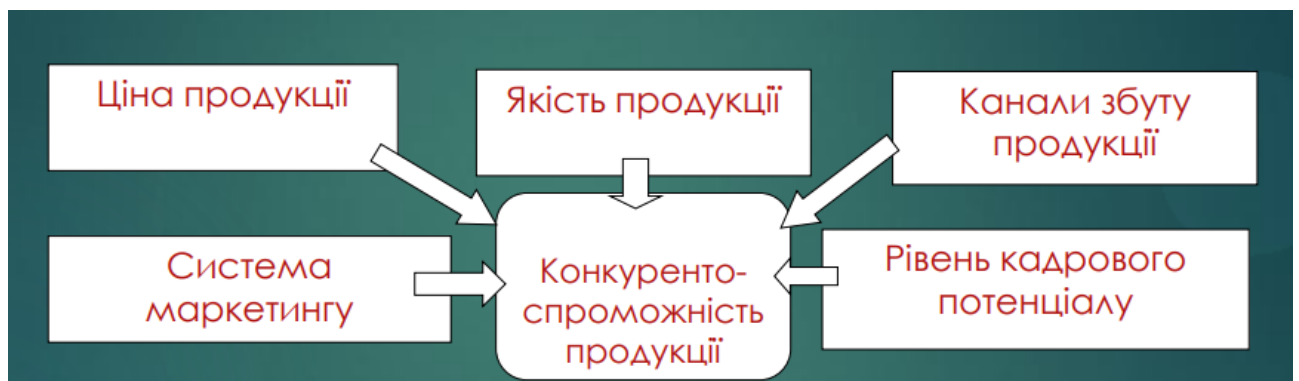 Ціна продукції
Якість продукції
Канали збуту
продукції
Система
маркетингу
Конкуренто-
спроможність
продукції
Рівень кадрового
потенціалу